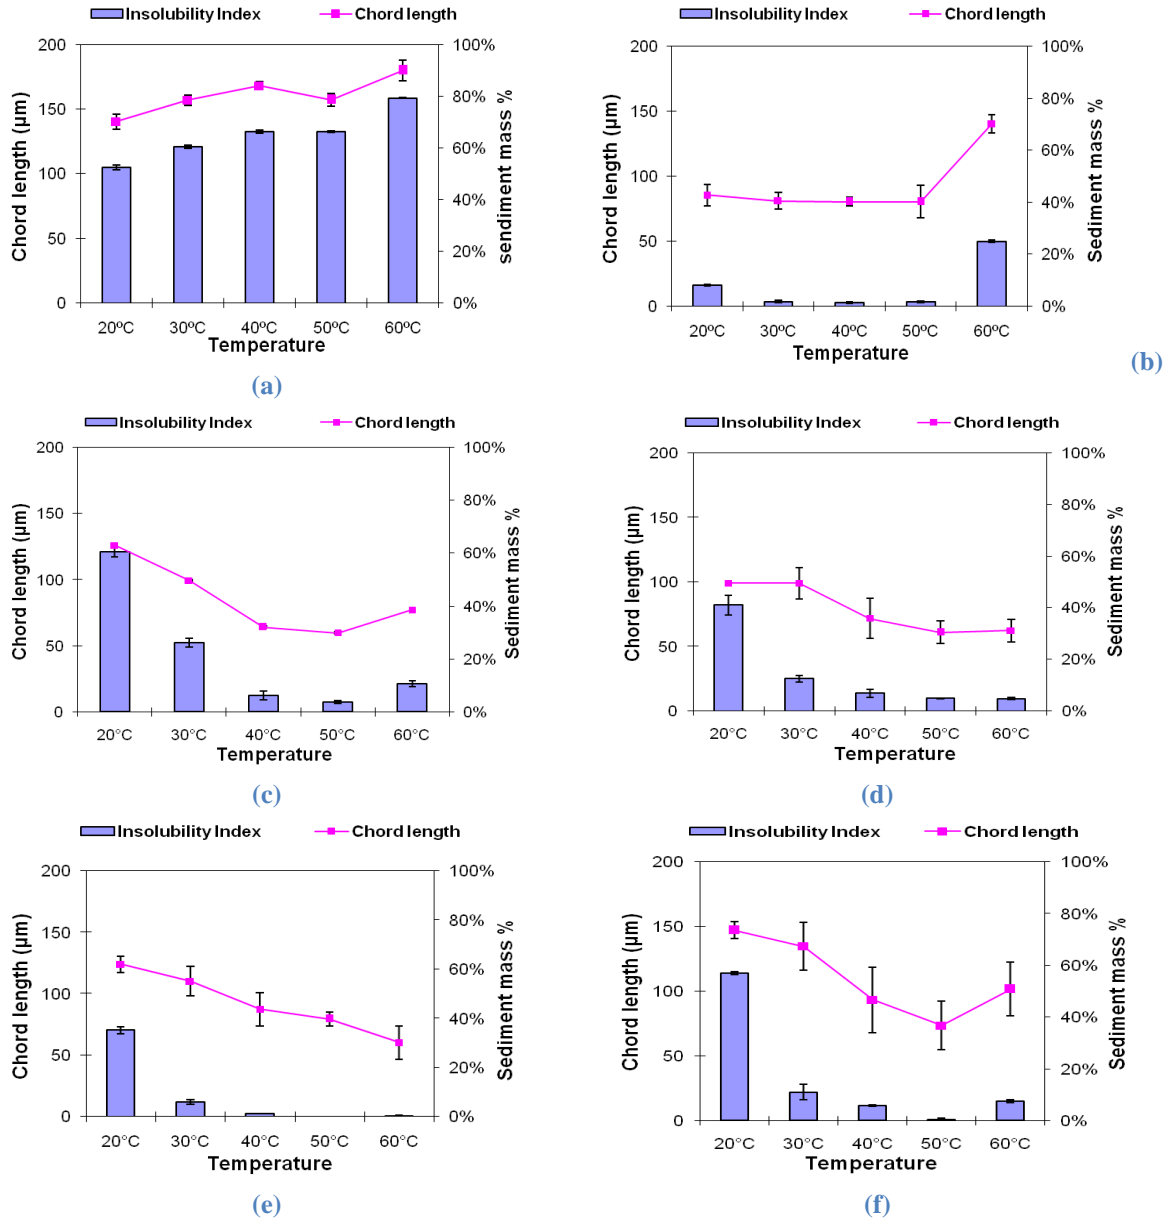 Insolubility Index Chord length
200 100%
150 80%
100 60%
50 40%
0 20%
0%
Chord length (µm)
sendiment mass %
20ºC 30ºC 40ºC 50ºC 60ºC
Temperature
(a)
Insolubility Index Chord length
200 100%
150 80%
100 60%
50 40%
0 20%
0%
Chord length (µm)
Sediment mass %
20ºC 30ºC 40ºC 50ºC 60ºC
Temperature
(b)
Insolubility Index Chord length
200 100%
150 80%
100 60%
50 40%
0 20%
0%
Chord length (µm)
Sediment mass %
20°C 30°C 40°C 50°C 60°C
Temperature
(c)
Insolubility Index Chord length
200 100%
150 80%
100 60%
50 40%
0 20%
0%
Chord length (µm)
Sediment mass %
20°C 30°C 40°C 50°C 60°C
Temperature
(d)
Insolubility Index Chord length
200 100%
150 80%
100 60%
50 40%
0 20%
0%
Chord length (µm)
Sediment mass %
20°C 30°C 40°C 50°C 60°C
Temperature
(e)
Insolubility Index Chord length
200 100%
150 80%
100 60%
50 40%
0 20%
0%
Chord length (µm)
Sediment mass %
20°C 30°C 40°C 50°C 60°C
Temperature
(f)